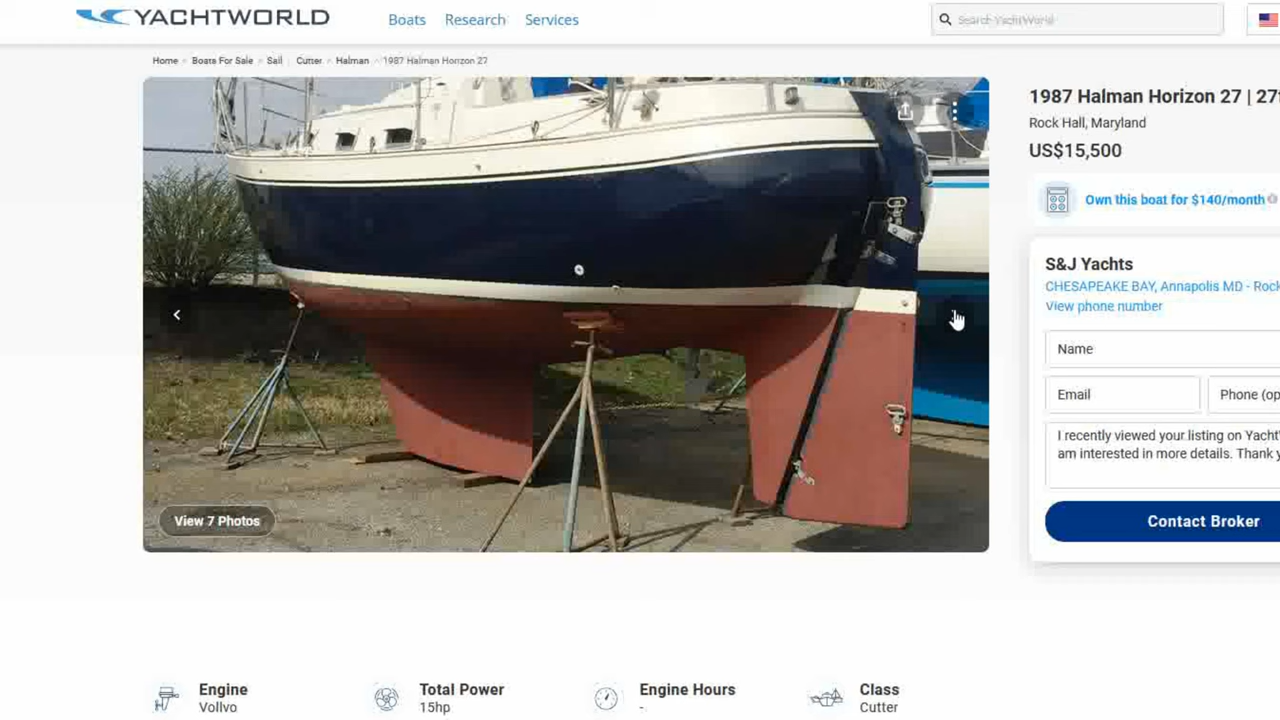 YACHTWORLD
Boats Research Services
Search YachtWorld
Home Boats For Sale Sail Cutter Halman 1987 Halman Horizon 27
1987 Halman Horizon 27 | 27
Rock Hall, Maryland
US$15,500
Own this boat for $140/month
S&J Yachts
CHESAPEAKE BAY, Annapolis MD - Rock
View phone number
Name
Email Phone (op
I recently viewed your listing on Yacht
am interested in more details. Thank y
Contact Broker
View 7 Photos
Engine
Vollvo
Total Power
15hp
Engine Hours
-
Class
Cutter